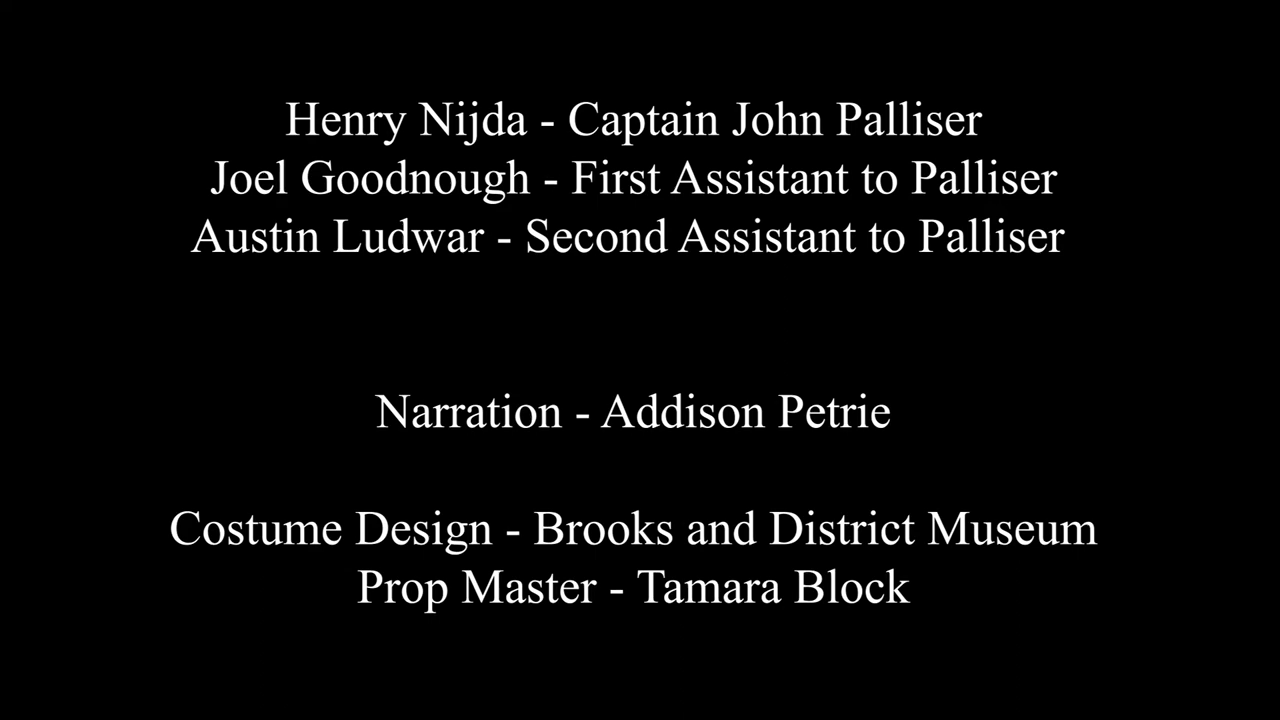 Henry Nijda - Captain John Palliser
Joel Goodnough - First Assistant to Palliser
Austin Ludwar - Second Assistant to Palliser
Narration - Addison Petrie
Costume Design - Brooks and District Museum
Prop Master - Tamara Block